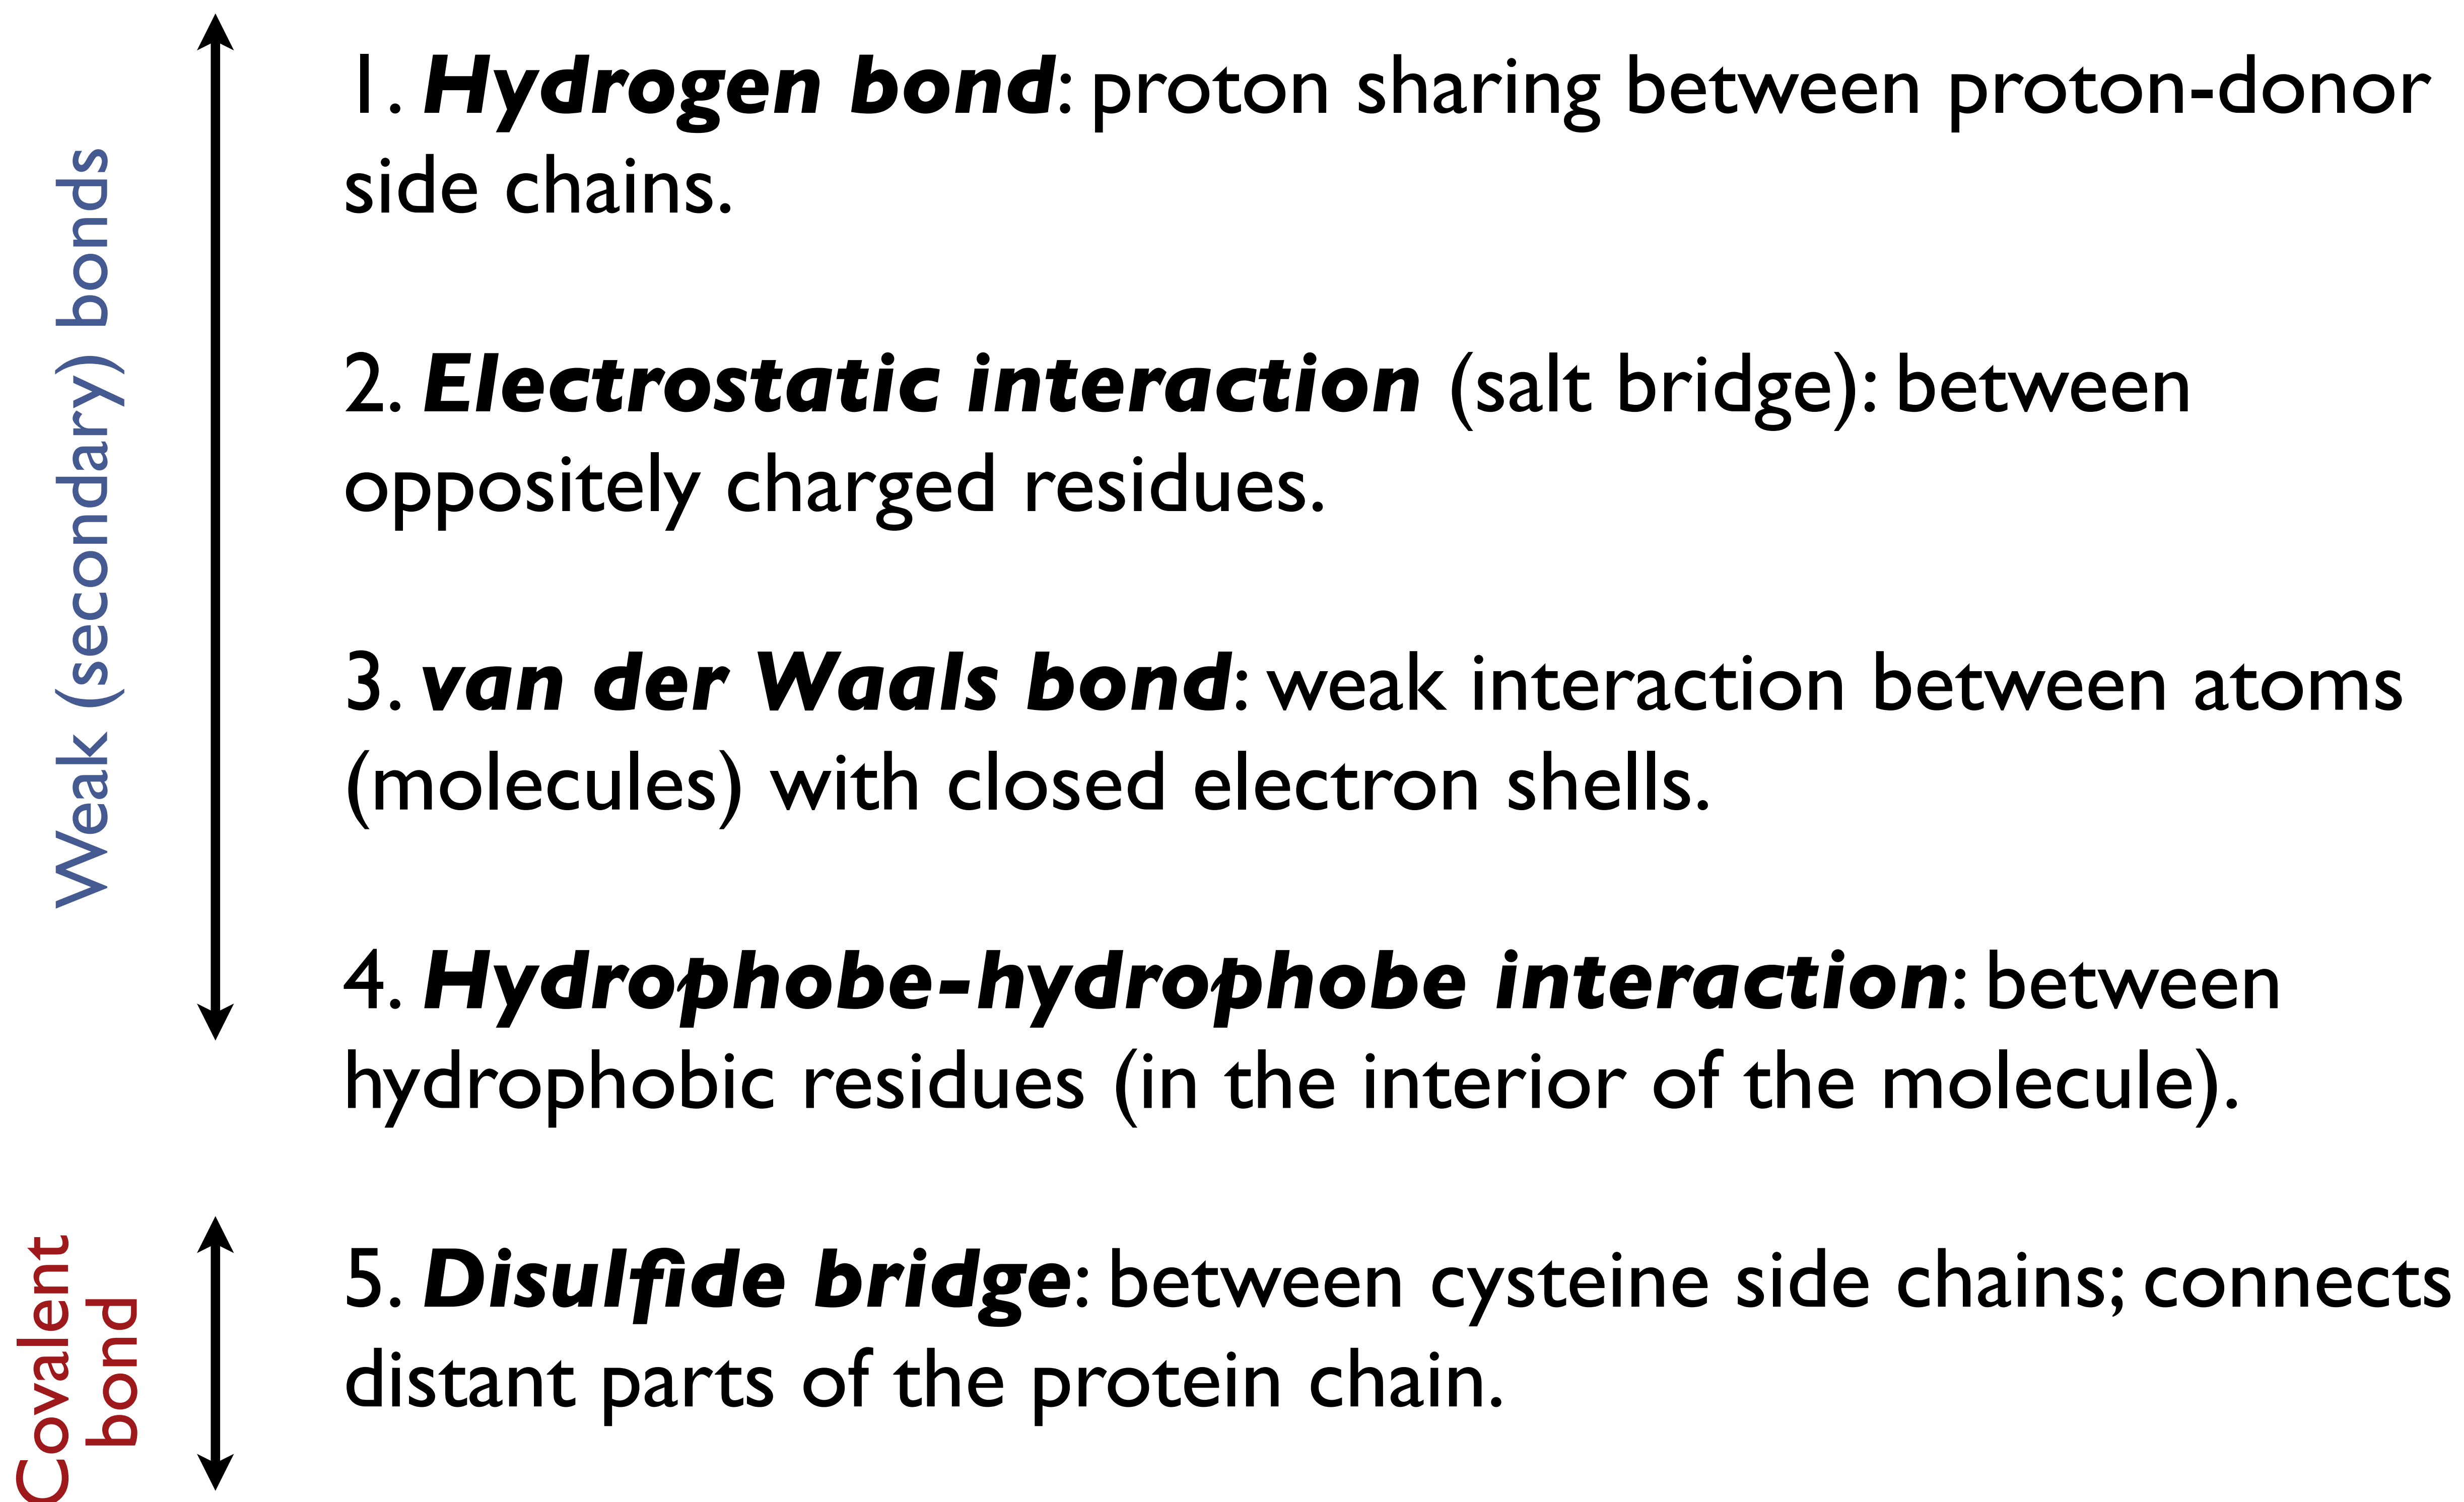 Weak (secondary) bonds
1. Hydrogen bond: proton sharing between proton-donor
side chains.
2. Electrostatic interaction (salt bridge): between
oppositely charged residues.
3. van der Waals bond: weak interaction between atoms
(molecules) with closed electron shells.
4. Hydrophobe-hydrophobe interaction: between
hydrophobic residues (in the interior of the molecule).
Covalent
bond
5. Disulfide bridge: between cysteine side chains; connects
distant parts of the protein chain.